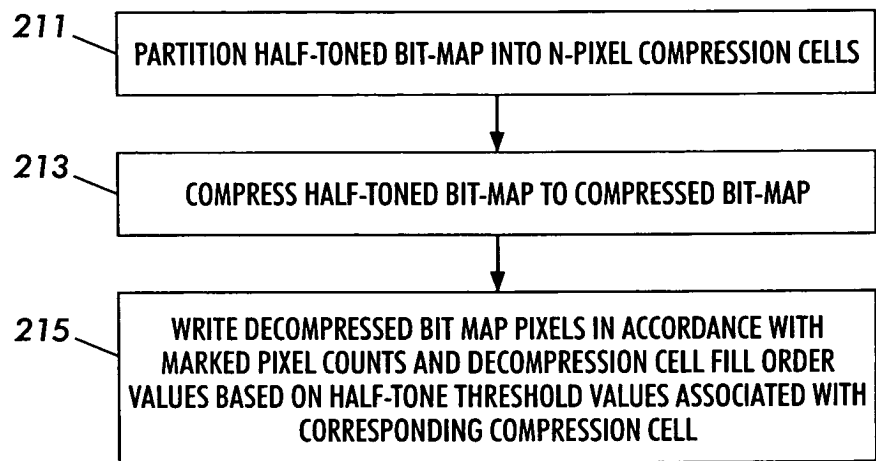 211
PARTITION HALF-TONED BIT-MAP INTO N-PIXEL COMPRESSION CELLS
213
COMPRESS HALF-TONED BIT-MAP TO COMPRESSED BIT-MAP
215
WRITE DECOMPRESSED BIT MAP PIXELS IN ACCORDANCE WITH
MARKED PIXEL COUNTS AND DECOMPRESSION CELL FILL ORDER
VALUES BASED ON HALF-TONE THRESHOLD VALUES ASSOCIATED WITH
CORRESPONDING COMPRESSION CELL